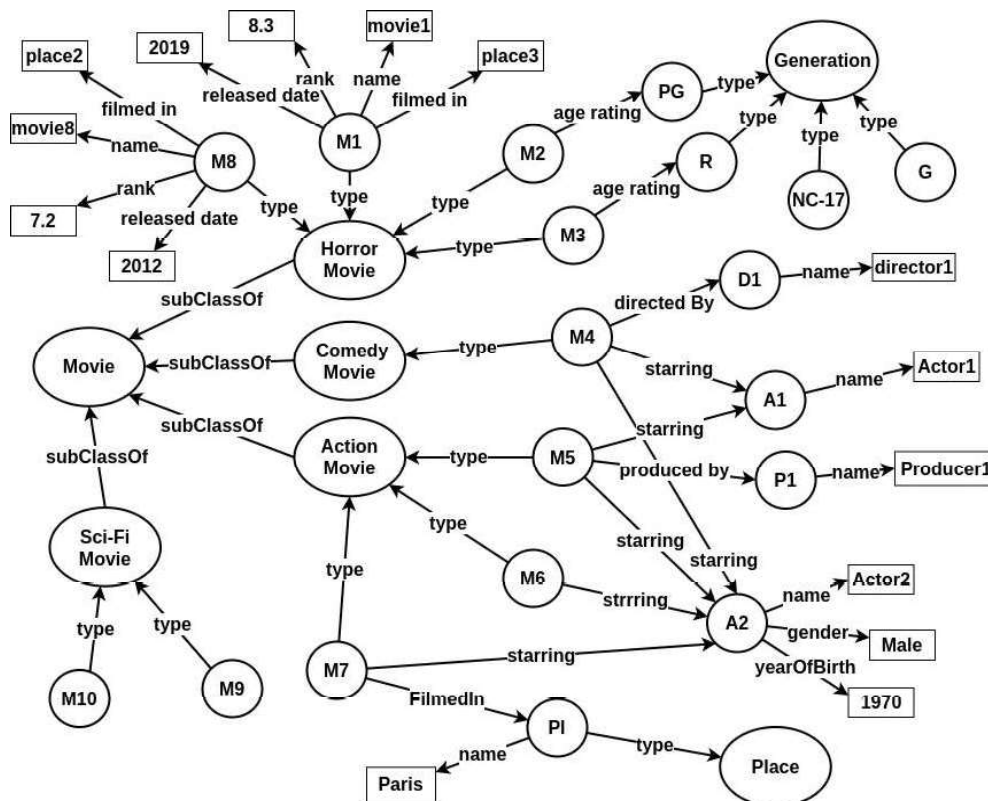 8.3
movie1
2019
place2
place3
Generation
rank
name
released date
filmed in
type
PG
filmed in
age rating
movie8
name
M8
M1
M2
R
type
type
type
G
rank
age rating
NC-17
7.2
released date
type
type
type
M3
2012
Horror
Movie
type
D1
name
director1
subClassOf
directed By
Movie
subClassOf
Comedy
Movie
type
M4
starring
A1
name
Actor1
subClassOf
starring
Action
Movie
type
M5
produced by
P1
name
Producer1
subClassOf
Sci-Fi
Movie
type
starring
starring
type
M6
strrring
A2
name
Actor2
gender
Male
type
type
starring
yearOfBirth
M10
M9
M7
FilmedIn
1970
PI
type
Place
name
Paris